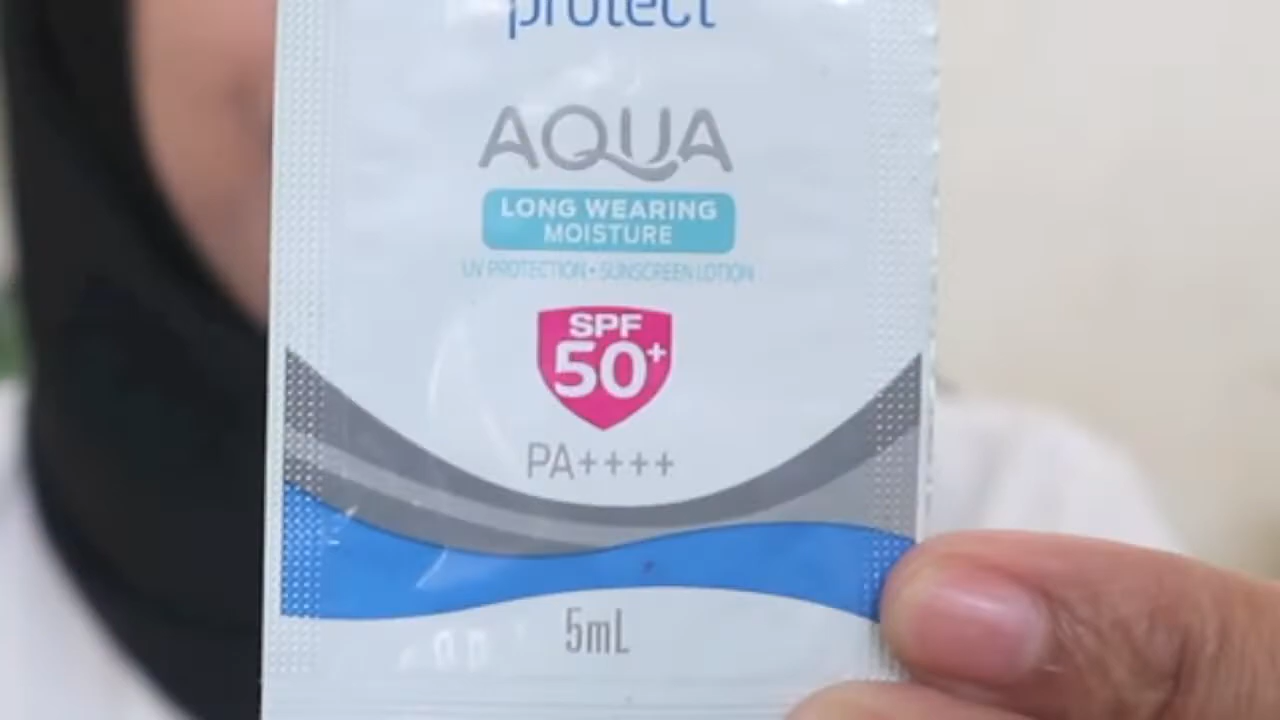 protect
AQUA
LONG WEARING
MOISTURE
UV PROTECTION • SUNSCREEN LOTION
SPF
50+
PA++++
5mL